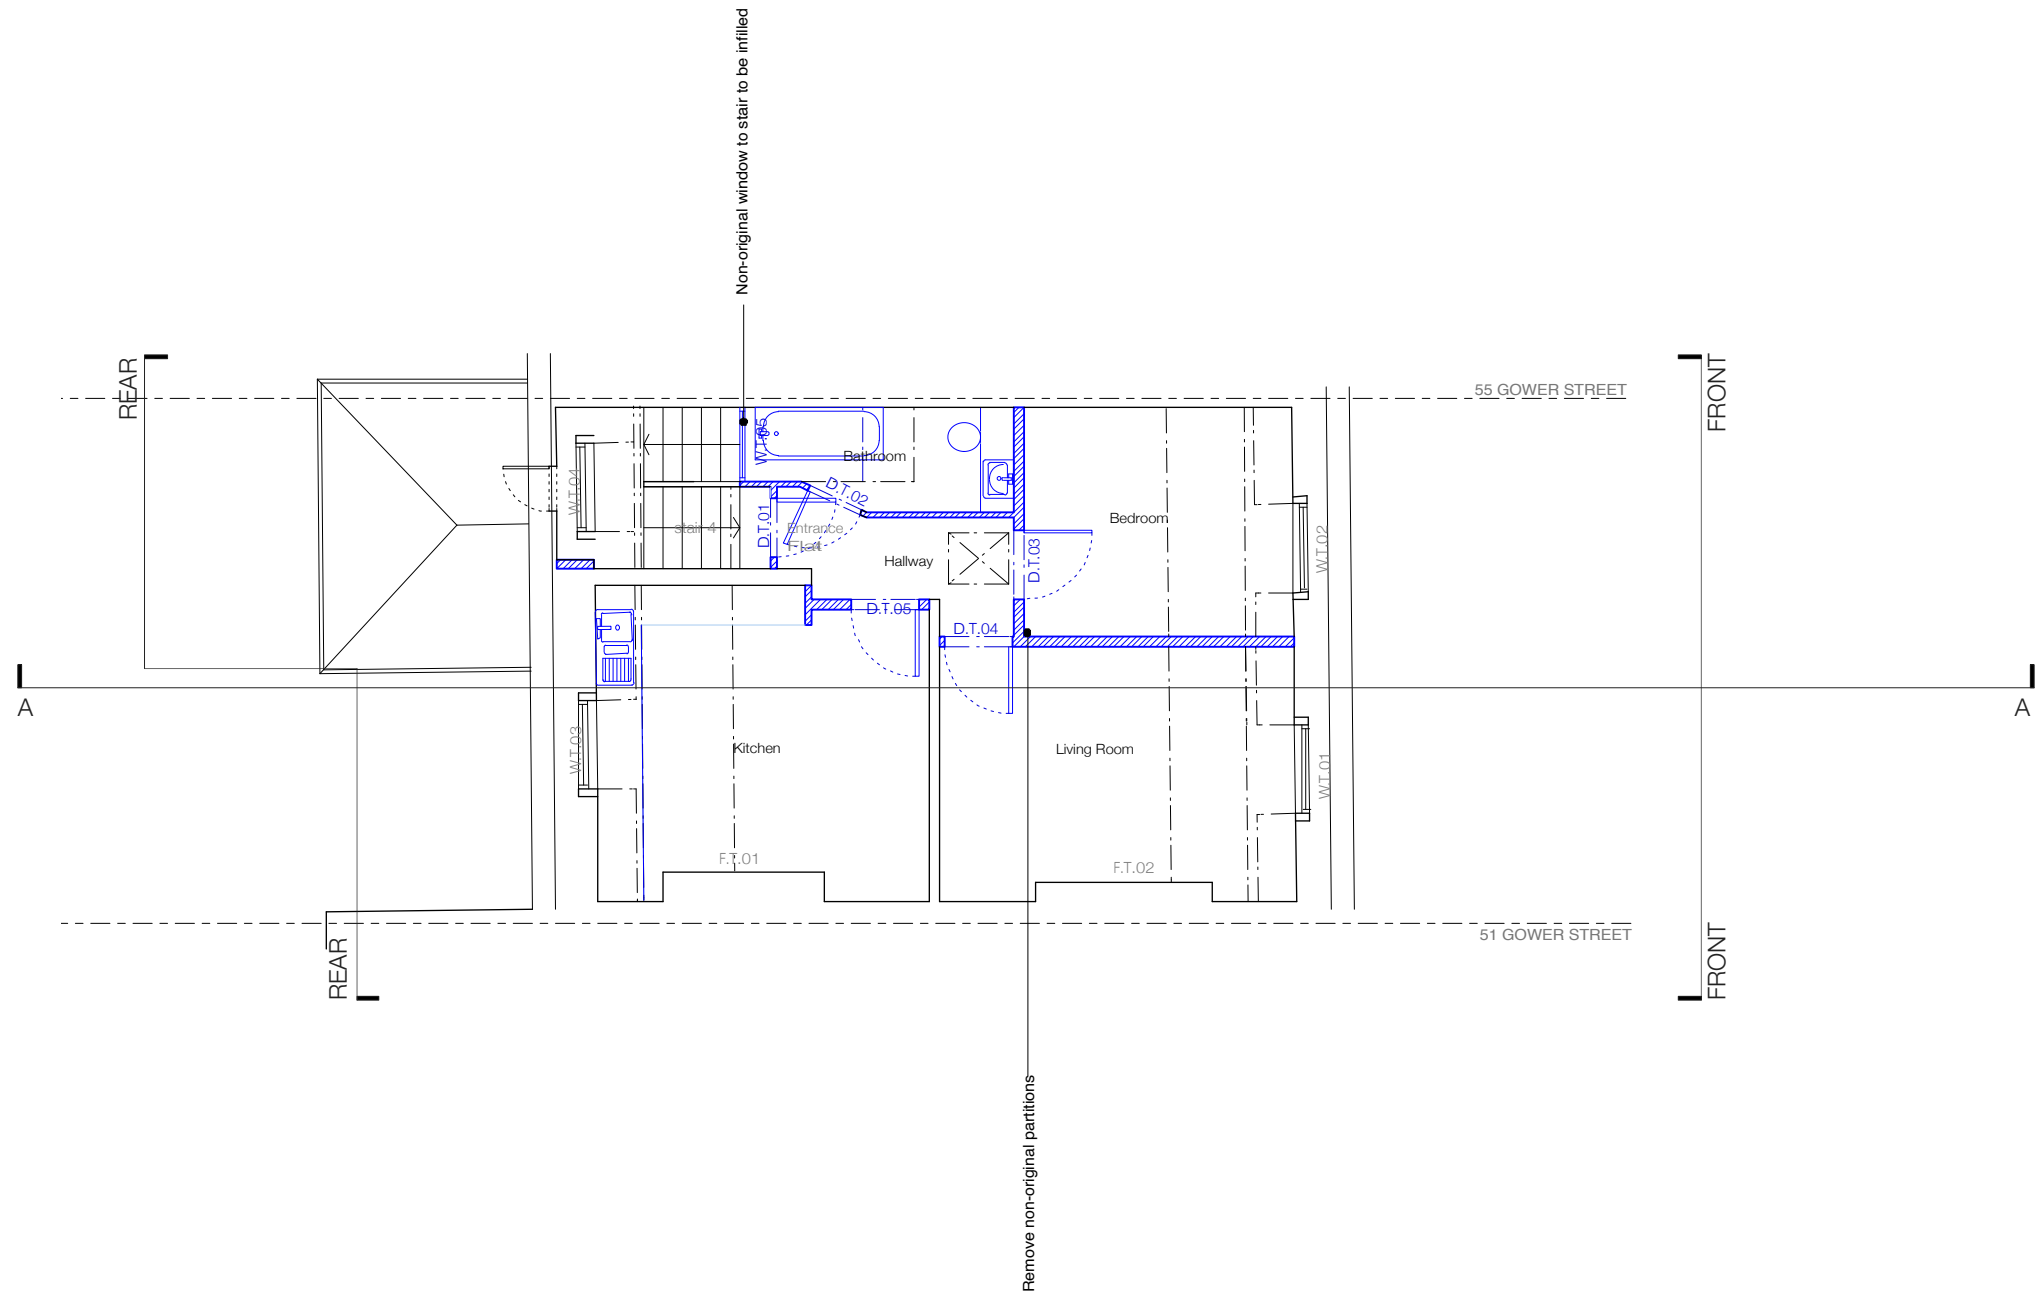 Non-original window to stair to be infilled
REAR
FRONT
55 GOWER STREET
W.T.05
Bathroom
W.T.04
D.T.02
D.T.01
stair 4
Entrance
Flat
Bedroom
W.T.02
Hallway
D.T.03
D.T.05
D.T.04
A
A
W.T.03
Kitchen
Living Room
W.T.01
F.T.01
F.T.02
51 GOWER STREET
REAR
FRONT
Remove non-original partitions